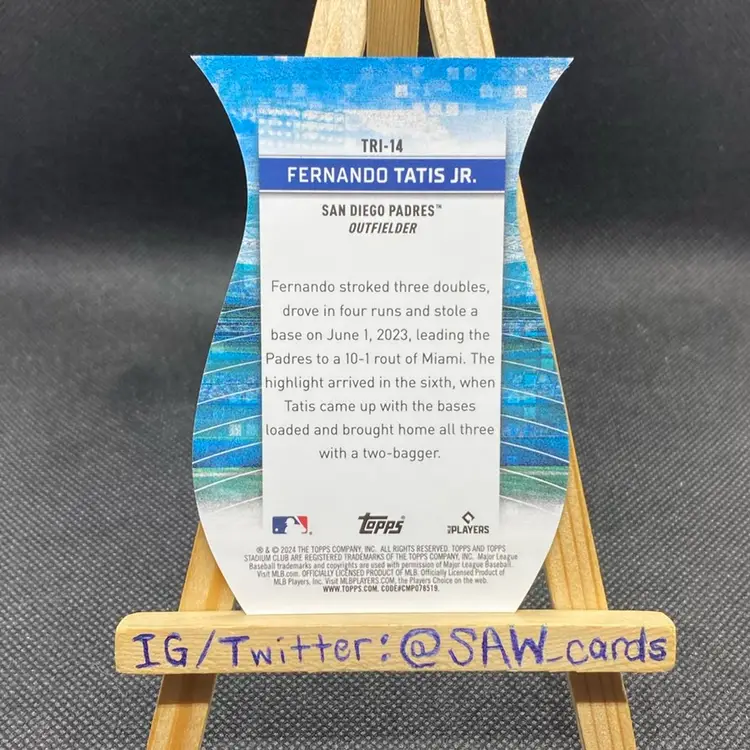 TRI-14
FERNANDO TATIS JR.
SAN DIEGO PADRES™
OUTFIELDER
Fernando stroked three doubles,
drove in four runs and stole a
base on June 1, 2023, leading the
Padres to a 10-1 rout of Miami. The
highlight arrived in the sixth, when
Tatis came up with the bases
loaded and brought home all three
with a two-bagger.
Topps PLAYERS
® & © 2024 THE TOPPS COMPANY, INC. ALL RIGHTS RESERVED. TOPPS AND TOPPS
STADIUM CLUB ARE REGISTERED TRADEMARKS OF THE TOPPS COMPANY, INC. Major League
Baseball trademarks and copyrights are used with permission of Major League Baseball.
Visit MLB.com. OFFICIALLY LICENSED PRODUCT OF MLB. Officially Licensed Product of
MLB Players, Inc. Visit MLBPLAYERS.COM, the Players Choice on the web.
WWW.TOPPS.COM. CODE#CMP076519.
IG/Twitter: @SAW_cards